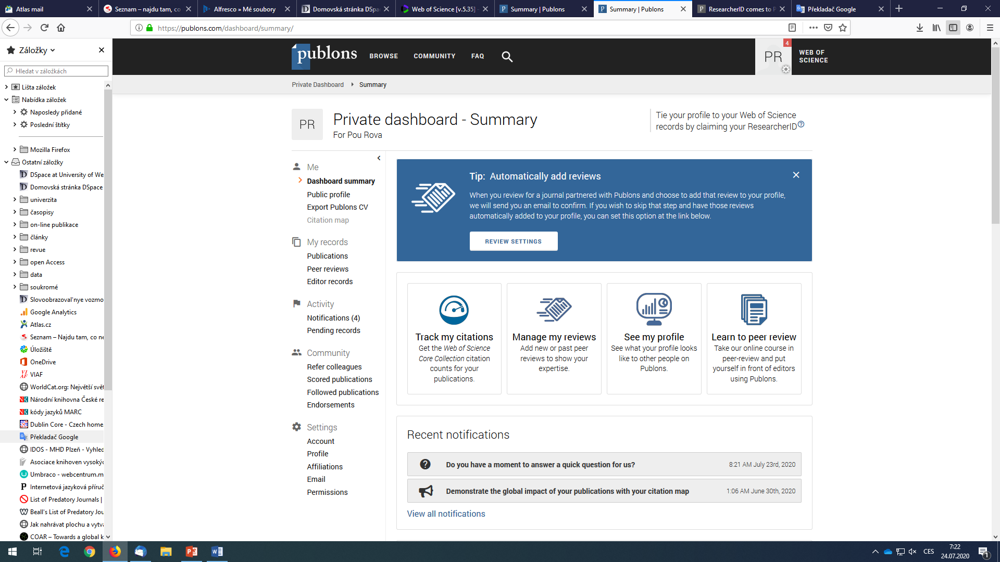 Atlas mail
Seznam – najdu tam, co
Alfresco » Mé soubory
Domovská stránka DSpa
Web of Science [v.5.35] -
Summary | Publons
Summary | Publons
ResearcherID comes to P
Překladač Google
https://publons.com/dashboard/summary/
Záložky
Hledat v záložkách
Lišta záložek
Nabídka záložek
Naposledy přidané
Poslední štítky
Mozilla Firefox
Ostatní záložky
DSpace at University of We
Domovská stránka DSpace
univerzita
časopisy
on-line publikace
články
revue
open Access
data
soukromé
Slovoobrazoval'nye vozmo
Google Analytics
Atlas.cz
Seznam – Najdu tam, co ne
Úložiště
OneDrive
VIAF
WorldCat.org: Největší svět
Národní knihovna České re
kódy jazyků MARC
Dublin Core - Czech home
Překladač Google
IDOS - MHD Plzeň - Vyhled
Asociace knihoven vysokýc
Umbraco - webcentrum.m
Internetová jazyková příruč
List of Predatory Journals |
Beall's List of Predatory Jou
Jak nahrávat plochu a vytvá
COAR – Towards a global k
publons
BROWSE
COMMUNITY
FAQ
PR
4
WEB OF
SCIENCE
Private Dashboard
Summary
PR
Private dashboard - Summary
For Pou Rova
Tie your profile to your Web of Science
records by claiming your ResearcherID
Me
Dashboard summary
Public profile
Export Publons CV
Citation map
My records
Publications
Peer reviews
Editor records
Activity
Notifications (4)
Pending records
Community
Refer colleagues
Scored publications
Followed publications
Endorsements
Settings
Account
Profile
Affiliations
Email
Permissions
Tip: Automatically add reviews
When you review for a journal partnered with Publons and choose to add that review to your profile,
we will send you an email to confirm. If you wish to skip that step and have those reviews
automatically added to your profile, you can set this option at the link below.
REVIEW SETTINGS
Track my citations
Get the Web of Science
Core Collection citation
counts for your
publications.
Manage my reviews
Add new or past peer
reviews to show your
expertise.
See my profile
See what your profile looks
like to other people on
Publons.
Learn to peer review
Take our online course in
peer-review and put
yourself in front of editors
using Publons.
Recent notifications
Do you have a moment to answer a quick question for us?
8:21 AM July 23rd, 2020
Demonstrate the global impact of your publications with your citation map
1:06 AM June 30th, 2020
View all notifications
CES
7:22
24.07.2020
1